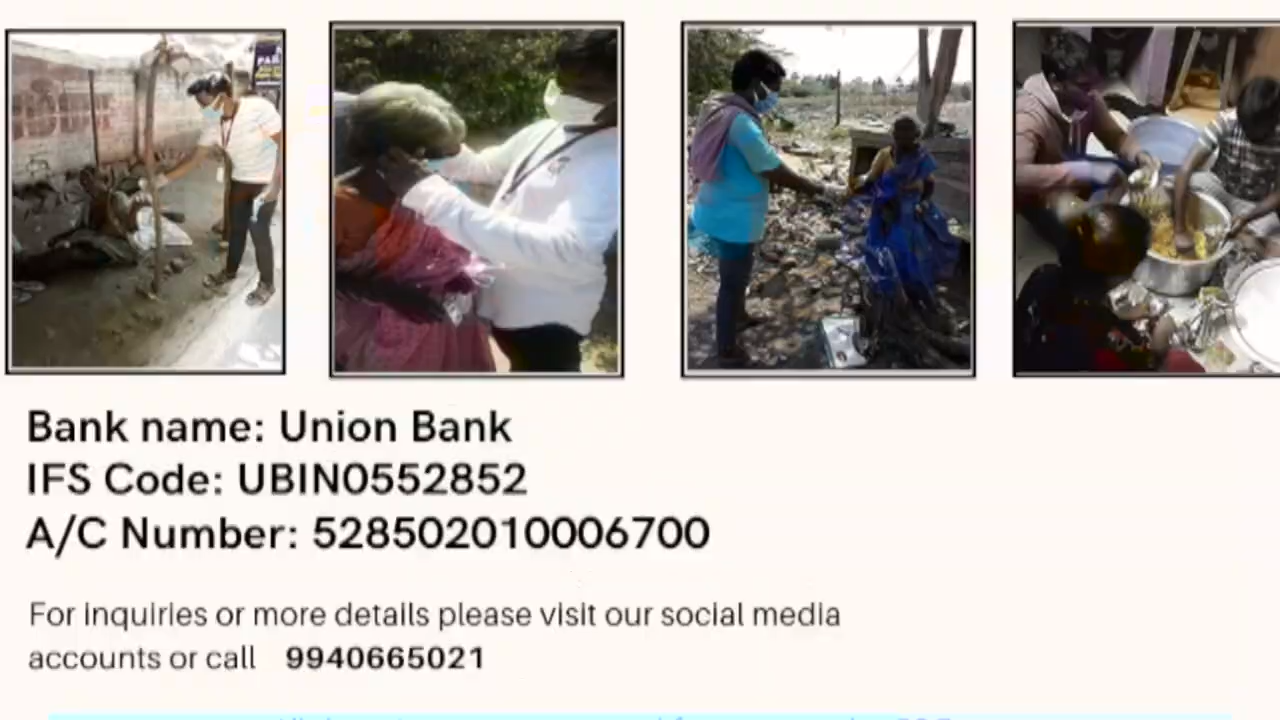 Bank name: Union Bank
IFS Code: UBIN0552852
A/C Number: 528502010006700
For inquiries or more details please visit our social media
accounts or call 9940665021